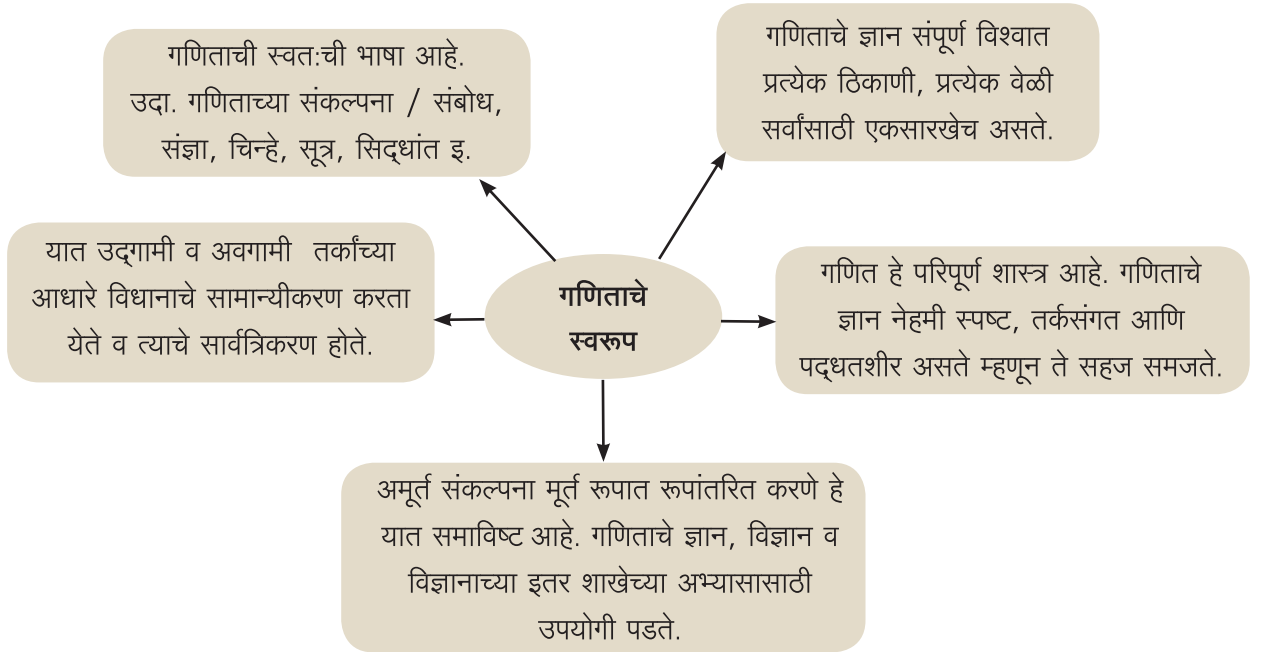 गणिताची स्वत:ची भाषा आहे.
उदा. गणिताच्या संकल्पना / संबोध,
संज्ञा, चिन्हे, सूत्र, सिद्धांत इ.
गणिताचे ज्ञान संपूर्ण विश्वात
प्रत्येक ठिकाणी, प्रत्येक वेळी
सर्वांसाठी एकसारखेच असते.
यात उद्गामी व अवगामी तर्कांच्या
आधारे विधानाचे सामान्यीकरण करता
येते व त्याचे सार्वत्रिकरण होते.
गणिताचे
स्वरूप
गणित हे परिपूर्ण शास्त्र आहे. गणिताचे
ज्ञान नेहमी स्पष्ट, तर्कसंगत आणि
पद्धतशीर असते म्हणून ते सहज समजते.
अमूर्त संकल्पना मूर्त रूपात रूपांतरित करणे हे
यात समाविष्ट आहे. गणिताचे ज्ञान, विज्ञान व
विज्ञानाच्या इतर शाखेच्या अभ्यासासाठी
उपयोगी पडते.